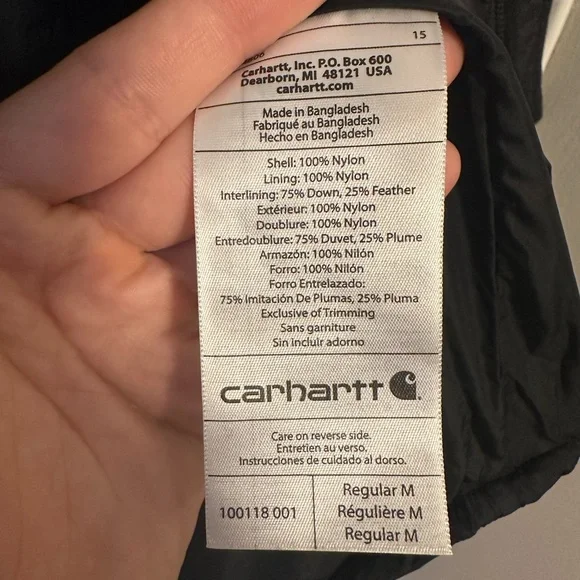 15
Carhartt, Inc. P.O. Box 600
Dearborn, MI 48121 USA
carhartt.com
Made in Bangladesh
Fabriqué au Bangladesh
Hecho en Bangladesh
Shell: 100% Nylon
Lining: 100% Nylon
Interlining: 75% Down, 25% Feather
Extérieur: 100% Nylon
Doublure: 100% Nylon
Entredoublure: 75% Duvet, 25% Plume
Armazón: 100% Nilón
Forro: 100% Nilón
Forro Entrelazado:
75% Imitación De Plumas, 25% Pluma
Exclusive of Trimming
Sans garniture
Sin incluir adorno
carhartt
Care on reverse side.
Entretien au verso.
Instrucciones de cuidado al dorso.
100118 001
Regular M
Régulière M
Regular M